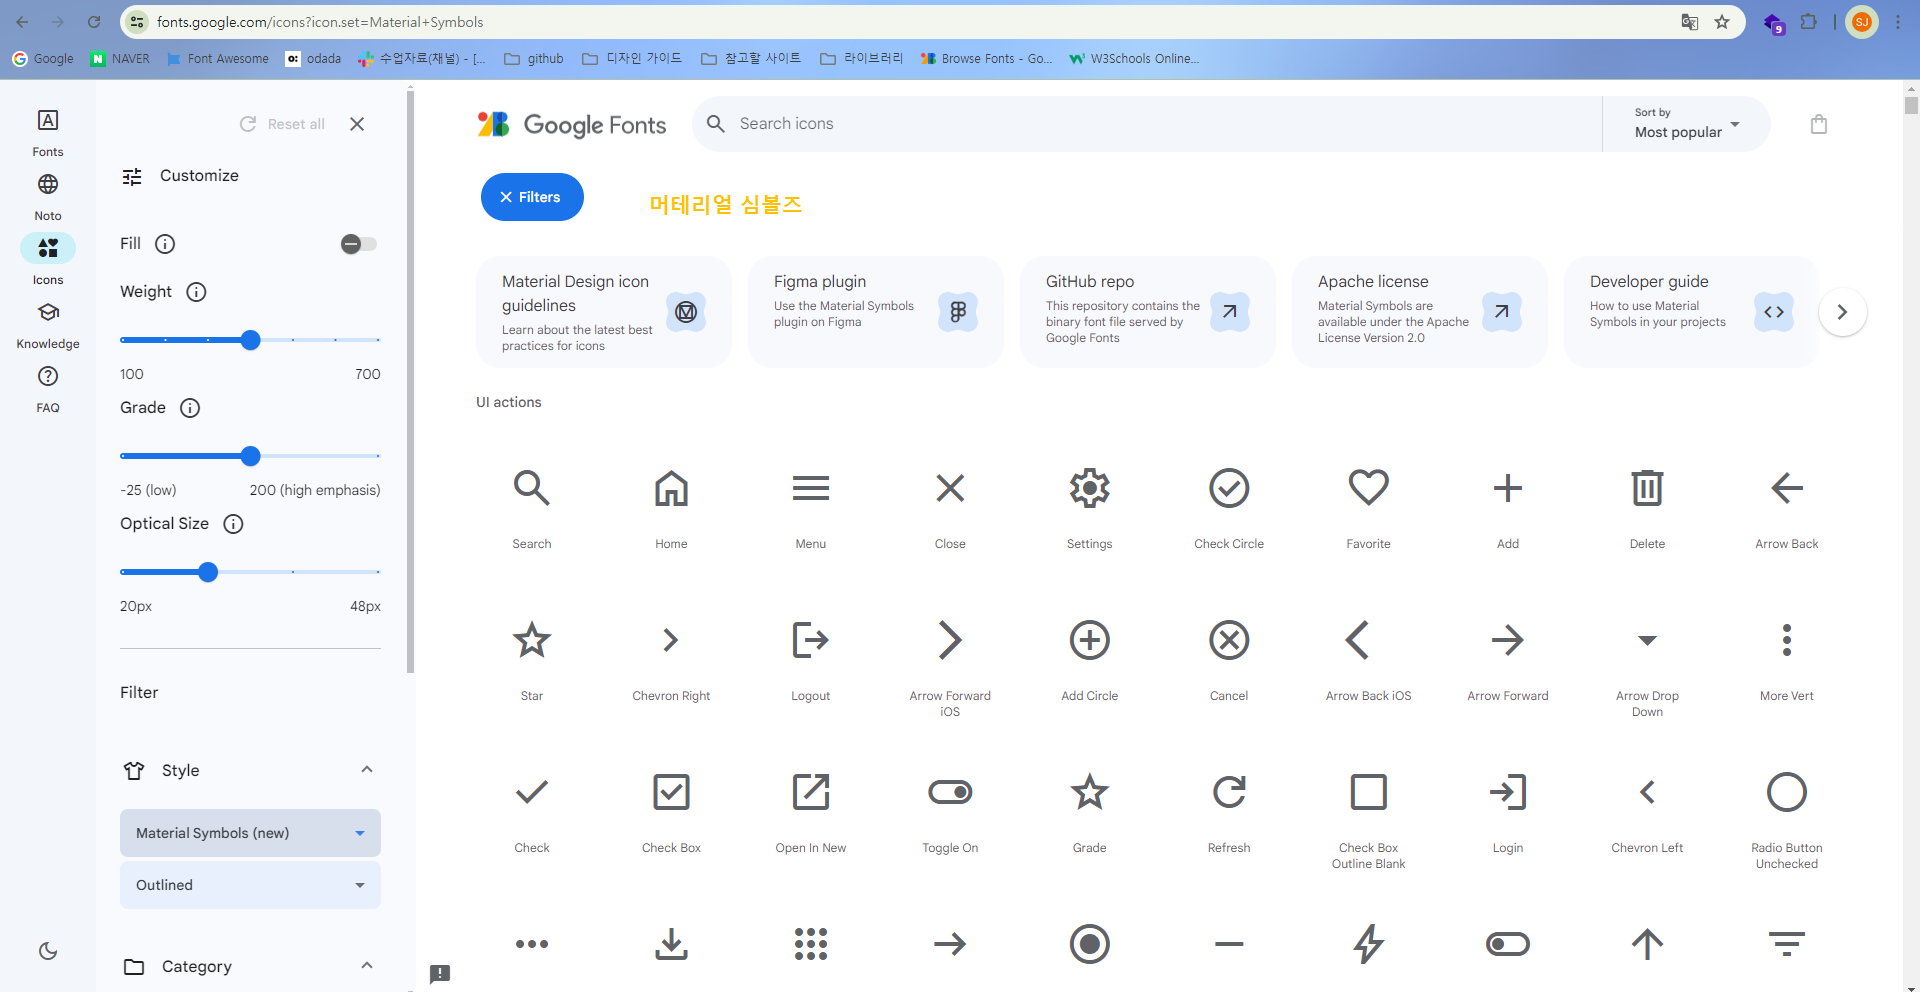 fonts.google.com/icons?icon.set=Material+Symbols
9
SJ
Google
NAVER
Font Awesome
odada
수업자료(채널) - [...
github
디자인 가이드
참고할 사이트
라이브러리
Browse Fonts - Go...
W3Schools Online...
Fonts
Noto
Icons
Knowledge
FAQ
Reset all
Customize
Fill
Weight
100
700
Grade
-25 (low)
200 (high emphasis)
Optical Size
20px
48px
Filter
Style
Material Symbols (new)
Outlined
Category
Google Fonts
Search icons
Sort by
Most popular
Filters
머테리얼 심볼즈
Material Design icon
guidelines
Learn about the latest best
practices for icons
Figma plugin
Use the Material Symbols
plugin on Figma
GitHub repo
This repository contains the
binary font file served by
Google Fonts
Apache license
Material Symbols are
available under the Apache
License Version 2.0
Developer guide
How to use Material
Symbols in your projects
UI actions
Search
Home
Menu
Close
Settings
Check Circle
Favorite
Add
Delete
Arrow Back
Star
Chevron Right
Logout
Arrow Forward
iOS
Add Circle
Cancel
Arrow Back iOS
Arrow Forward
Arrow Drop
Down
More Vert
Check
Check Box
Open In New
Toggle On
Grade
Refresh
Check Box
Outline Blank
Login
Chevron Left
Radio Button
Unchecked